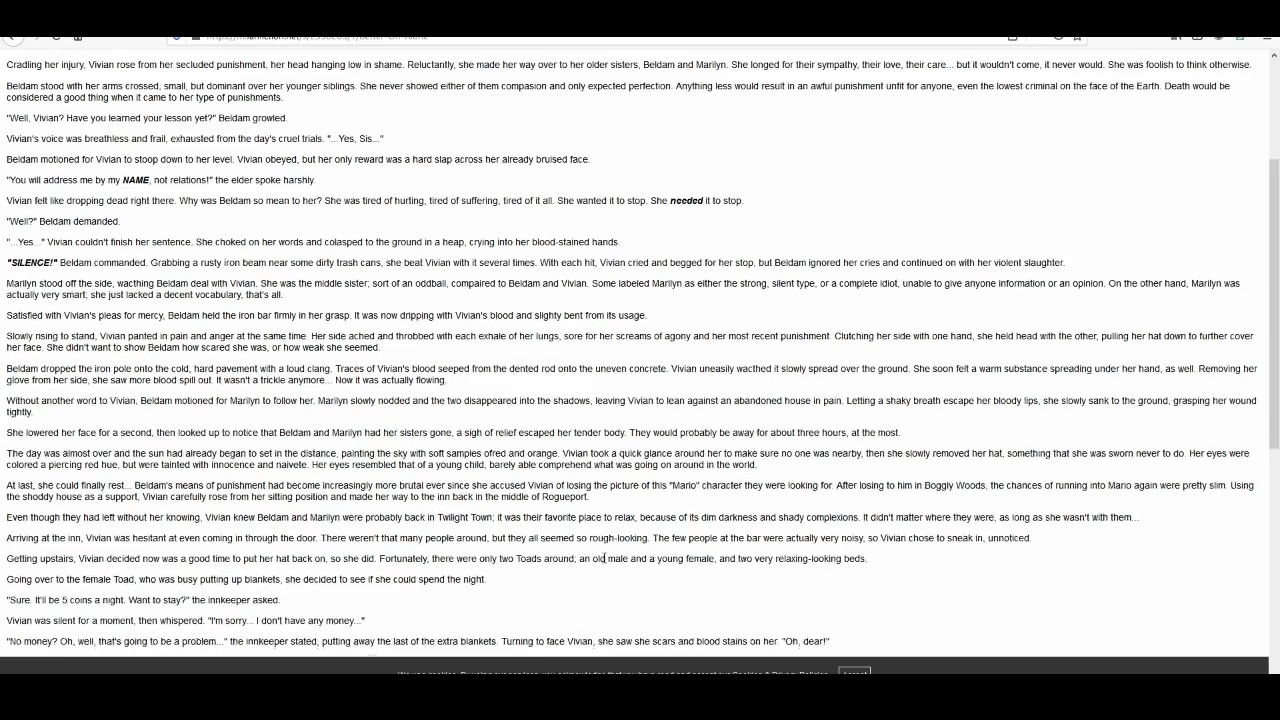 Cradling her injury, Vivian rose from her secluded punishment, her head hanging low in shame. Reluctantly, she made her way over to her older sisters, Beldam and Marilyn. She longed for their sympathy, their love, their care... but it wouldn't come, it never would. She was foolish to think otherwise.
Beldam stood with her arms crossed, small, but dominant over her younger siblings. She never showed either of them compasion and only expected perfection. Anything less would result in an awful punishment unfit for anyone, even the lowest criminal on the face of the Earth. Death would be
considered a good thing when it came to her type of punishments.
"Well, Vivian? Have you learned your lesson yet?" Beldam growled.
Vivian's voice was breathless and frail, exhausted from the day's cruel trials. "...Yes, Sis..."
Beldam motioned for Vivian to stoop down to her level. Vivian obeyed, but her only reward was a hard slap across her already bruised face.
"You will address me by my NAME, not relations!" the elder spoke harshly.
Vivian felt like dropping dead right there. Why was Beldam so mean to her? She was tired of hurting, tired of suffering, tired of it all. She wanted it to stop. She needed it to stop.
"Well?" Beldam demanded.
"...Yes..." Vivian couldn't finish her sentence. She choked on her words and colasped to the ground in a heap, crying into her blood-stained hands.
"SILENCE!" Beldam commanded. Grabbing a rusty iron beam near some dirty trash cans, she beat Vivian with it several times. With each hit, Vivian cried and begged for her stop, but Beldam ignored her cries and continued on with her violent slaughter.
Marilyn stood off the side, wacthing Beldam deal with Vivian. She was the middle sister; sort of an oddball, compaired to Beldam and Vivian. Some labeled Marilyn as either the strong, silent type, or a complete idiot, unable to give anyone information or an opinion. On the other hand, Marilyn was
actually very smart; she just lacked a decent vocabulary, that's all.
Satisfied with Vivian's pleas for mercy, Beldam held the iron bar firmly in her grasp. It was now dripping with Vivian's blood and slighty bent from its usage.
Slowly rising to stand, Vivian panted in pain and anger at the same time. Her side ached and throbbed with each exhale of her lungs, sore for her screams of agony and her most recent punishment. Clutching her side with one hand, she held head with the other, pulling her hat down to further cover
her face. She didn't want to show Beldam how scared she was, or how weak she seemed.
Beldam dropped the iron pole onto the cold, hard pavement with a loud clang. Traces of Vivian's blood seeped from the dented rod onto the uneven concrete. Vivian uneasily wacthed it slowly spread over the ground. She soon felt a warm substance spreading under her hand, as well. Removing her
glove from her side, she saw more blood spill out. It wasn't a trickle anymore... Now it was actually flowing.
Without another word to Vivian, Beldam motioned for Marilyn to follow her. Marilyn slowly nodded and the two disappeared into the shadows, leaving Vivian to lean against an abandoned house in pain. Letting a shaky breath escape her bloody lips, she slowly sank to the ground, grasping her wound
tightly.
She lowered her face for a second, then looked up to notice that Beldam and Marilyn had her sisters gone, a sigh of relief escaped her tender body. They would probably be away for about three hours, at the most.
The day was almost over and the sun had already began to set in the distance, painting the sky with soft samples ofred and orange. Vivian took a quick glance around her to make sure no one was nearby, then she slowly removed her hat, something that she was sworn never to do. Her eyes were
colored a piercing red hue, but were tainted with innocence and naivete. Her eyes resembled that of a young child, barely able comprehend what was going on around in the world.
At last, she could finally rest... Beldam's means of punishment had become increasingly more brutal ever since she accused Vivian of losing the picture of this "Mario" character they were looking for. After losing to him in Boggly Woods, the chances of running into Mario again were pretty slim. Using
the shoddy house as a support, Vivian carefully rose from her sitting position and made her way to the inn back in the middle of Rogueport.
Even though they had left without her knowing, Vivian knew Beldam and Marilyn were probably back in Twilight Town; it was their favorite place to relax, because of its dim darkness and shady complexions. It didn't matter where they were, as long as she wasn't with them...
Arriving at the inn, Vivian was hesitant at even coming in through the door. There weren't that many people around, but they all seemed so rough-looking. The few people at the bar were actually very noisy, so Vivian chose to sneak in, unnoticed.
Getting upstairs, Vivian decided now was a good time to put her hat back on, so she did. Fortunately, there were only two Toads around; an old male and a young female, and two very relaxing-looking beds.
Going over to the female Toad, who was busy putting up blankets, she decided to see if she could spend the night.
"Sure. It'll be 5 coins a night. Want to stay?" the innkeeper asked.
Vivian was silent for a moment, then whispered. "I'm sorry... I don't have any money..."
"No money? Oh, well, that's going to be a problem..." the innkeeper stated, putting away the last of the extra blankets. Turning to face Vivian, she saw she scars and blood stains on her. "Oh, dear!"